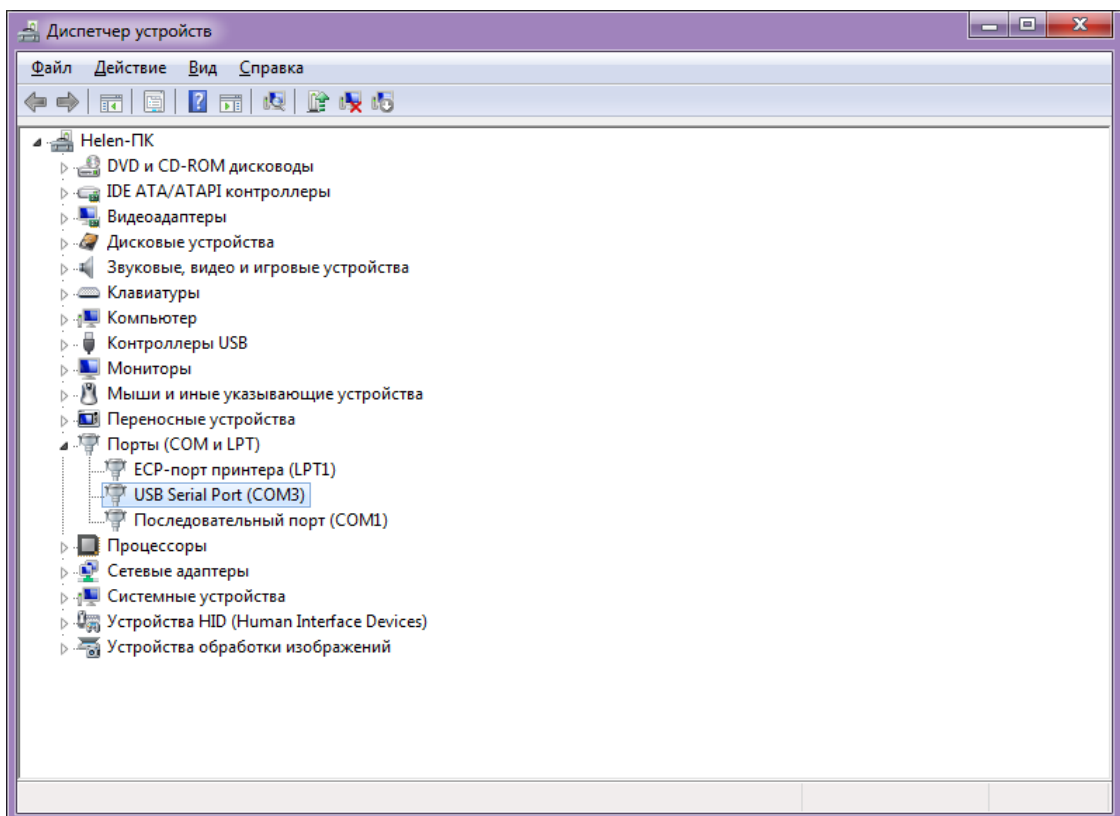 Диспетчер устройств
Файл Действие Вид Справка
Helen-ПК
DVD и CD-ROM дисководы
IDE ATA/ATAPI контроллеры
Видеоадаптеры
Дисковые устройства
Звуковые, видео и игровые устройства
Клавиатуры
Компьютер
Контроллеры USB
Мониторы
Мыши и иные указывающие устройства
Переносные устройства
Порты (COM и LPT)
ECP-порт принтера (LPT1)
USB Serial Port (COM3)
Последовательный порт (COM1)
Процессоры
Сетевые адаптеры
Системные устройства
Устройства HID (Human Interface Devices)
Устройства обработки изображений